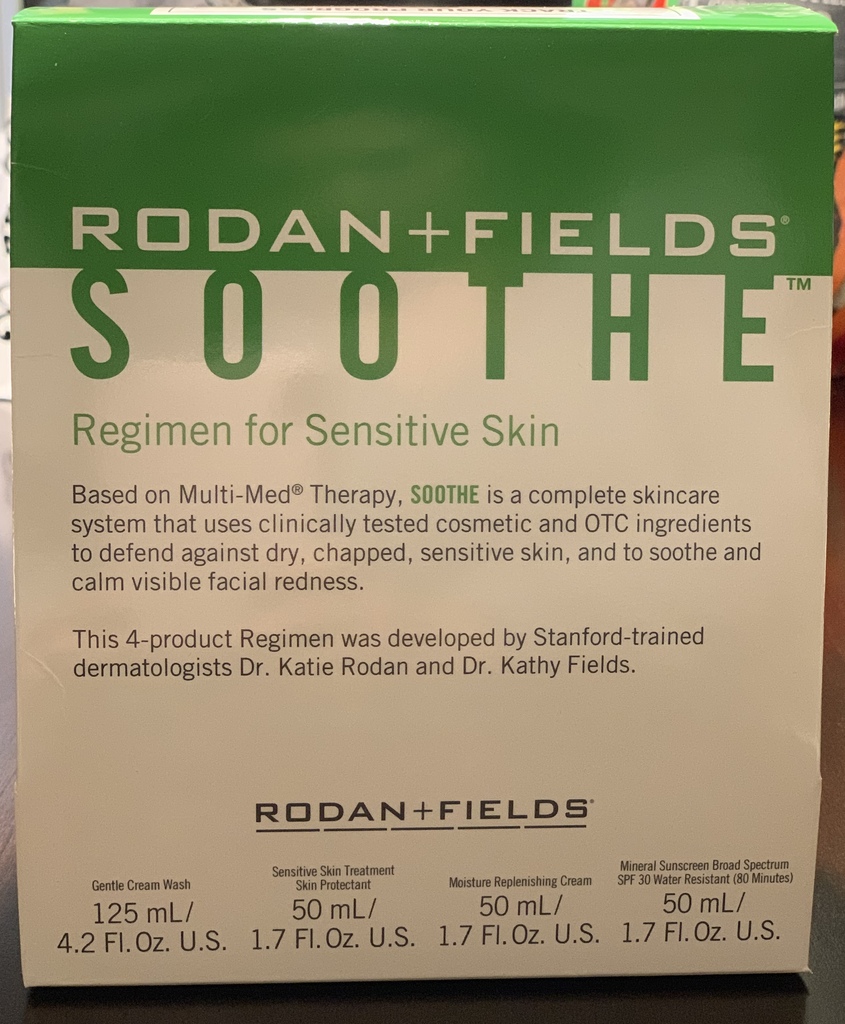 RODAN+FIELDS®
SOOTHE™
Regimen for Sensitive Skin
Based on Multi-Med® Therapy, SOOTHE is a complete skincare
system that uses clinically tested cosmetic and OTC ingredients
to defend against dry, chapped, sensitive skin, and to soothe and
calm visible facial redness.
This 4-product Regimen was developed by Stanford-trained
dermatologists Dr. Katie Rodan and Dr. Kathy Fields.
RODAN+FIELDS®
Gentle Cream Wash
125 mL/
4.2 Fl. Oz. U.S.
Sensitive Skin Treatment
Skin Protectant
50 mL/
1.7 Fl. Oz. U.S.
Moisture Replenishing Cream
50 mL/
1.7 Fl. Oz. U.S.
Mineral Sunscreen Broad Spectrum
SPF 30 Water Resistant (80 Minutes)
50 mL/
1.7 Fl. Oz. U.S.